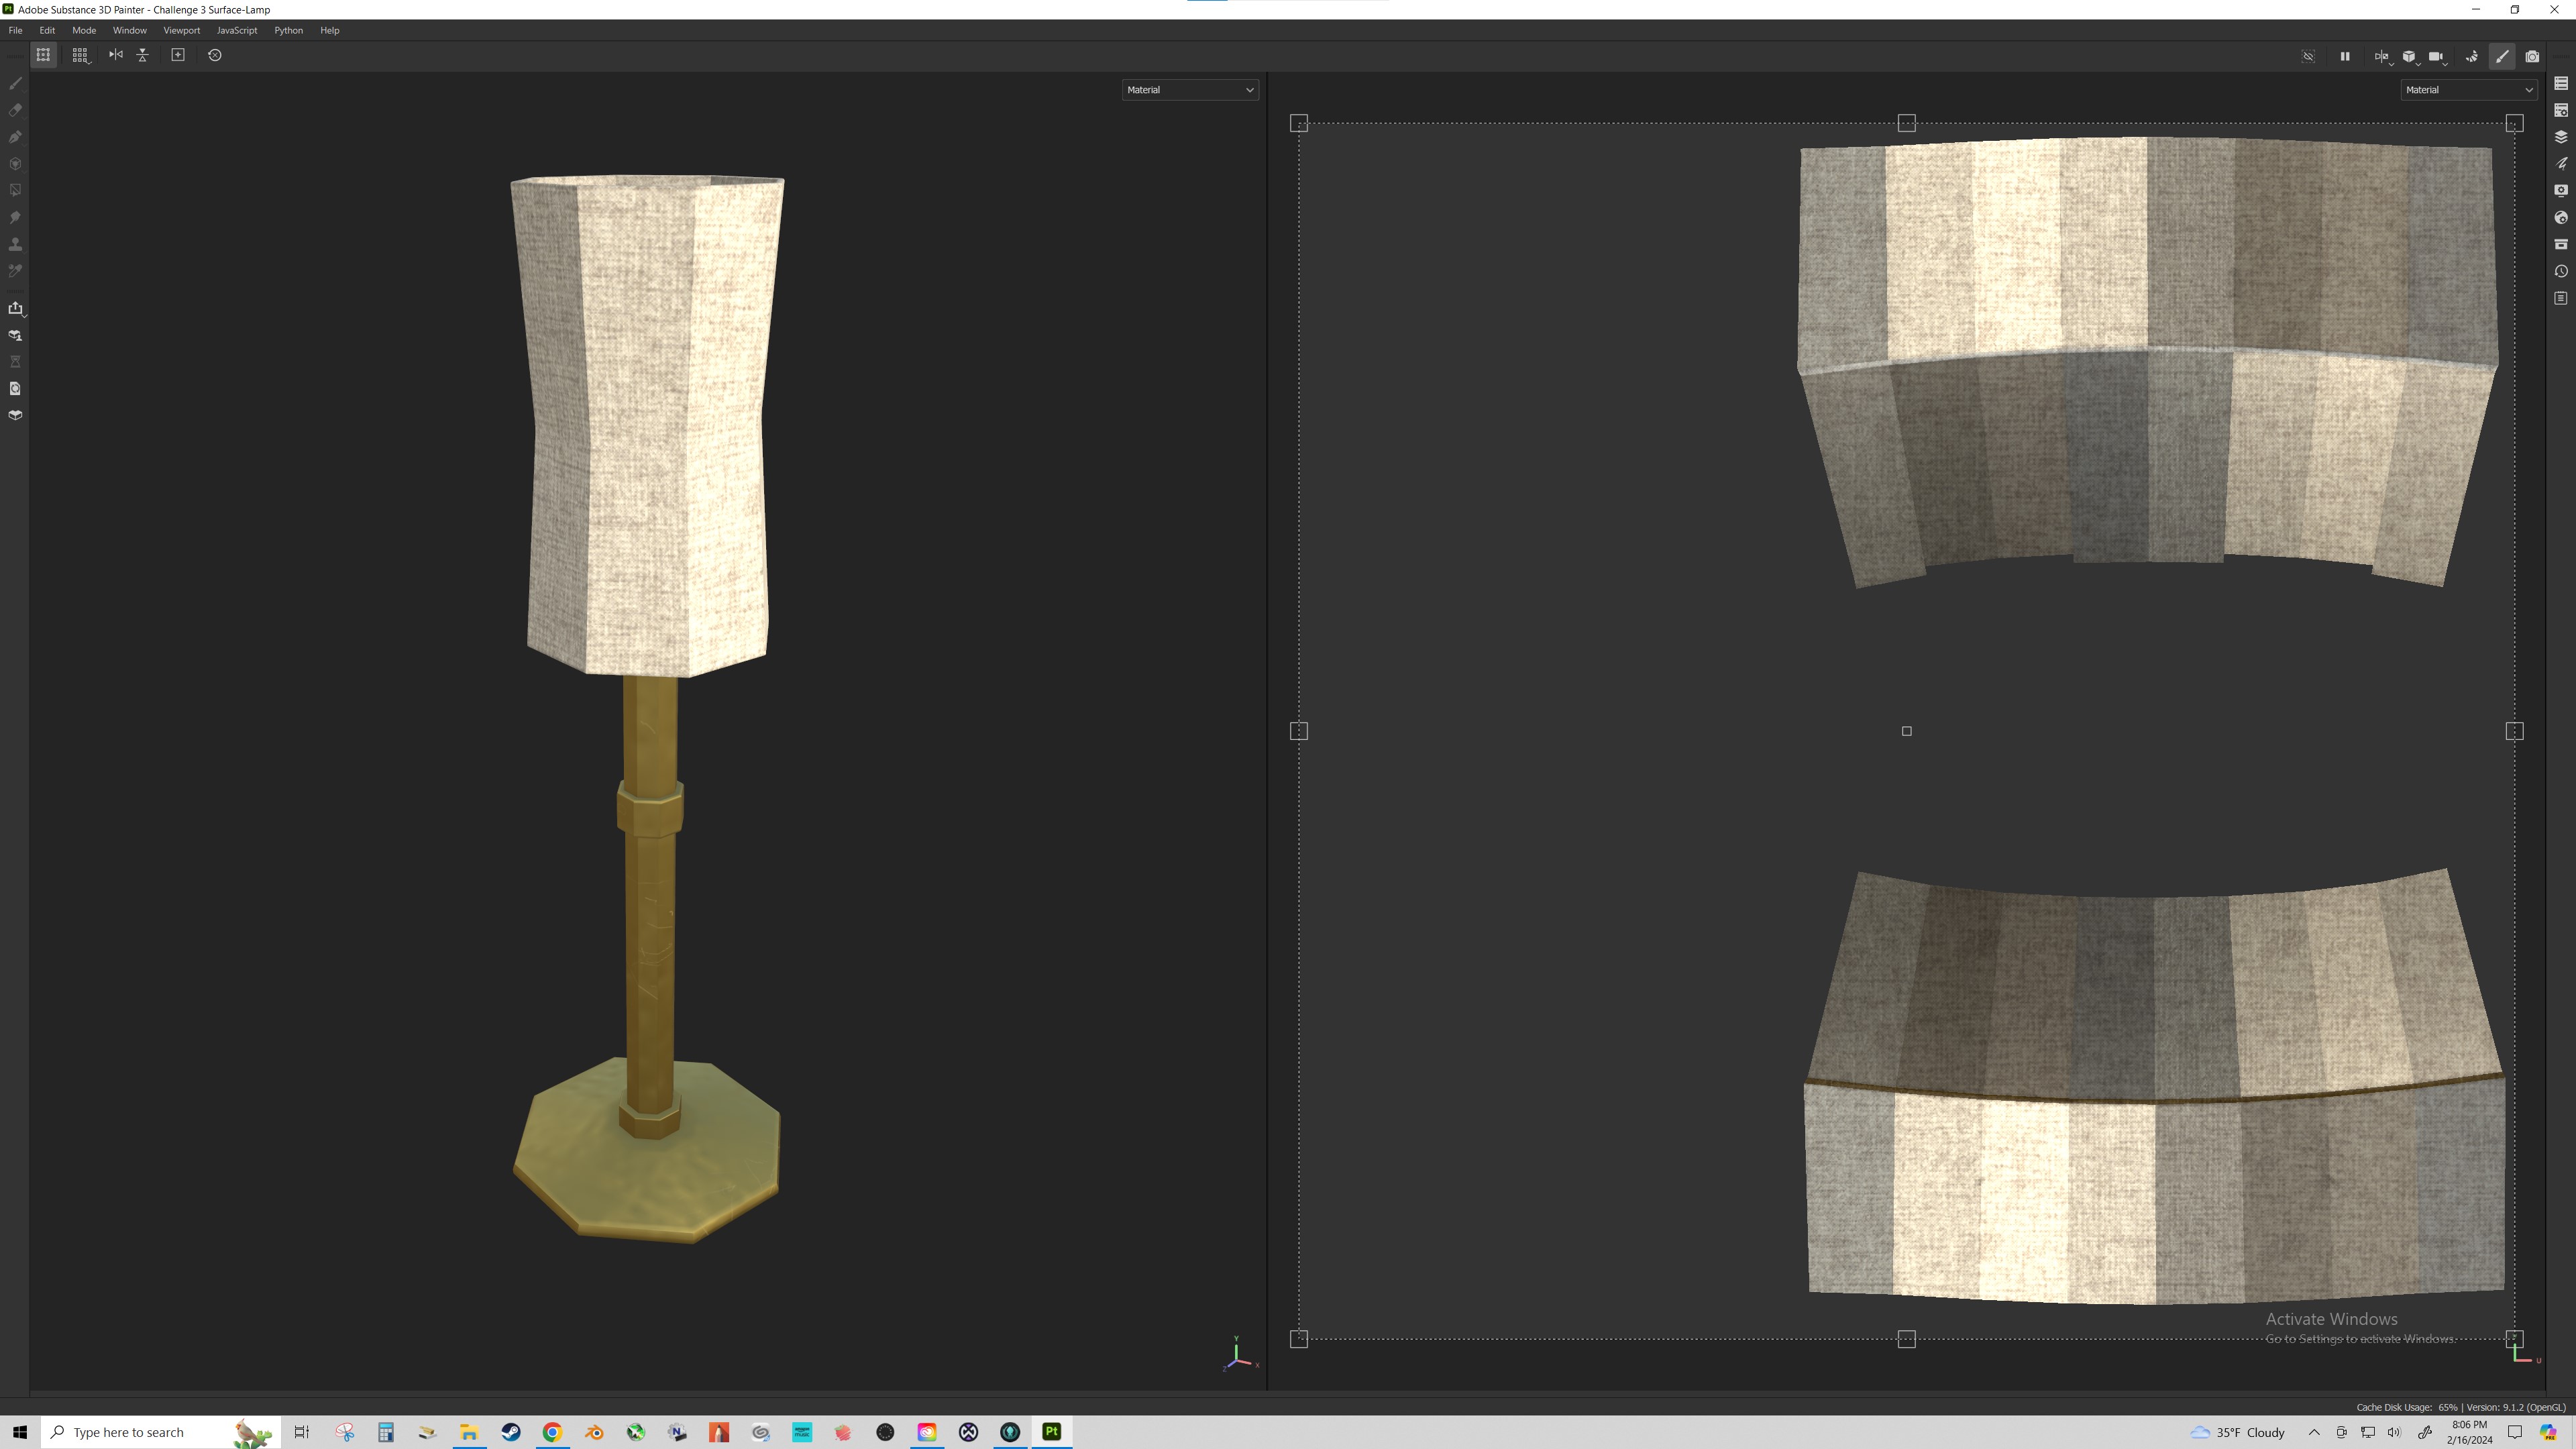 Pt Adobe Substance 3D Painter - Challenge 3 Surface-Lamp
File Edit Mode Window Viewport JavaScript Python Help
Material
Material
Y
X
Z
U
Activate Windows
Go to Settings to activate Windows.
Cache Disk Usage: 65% | Version: 9.1.2 (OpenGL)
Type here to search
Pt
35°F Cloudy
8:06 PM
2/16/2024